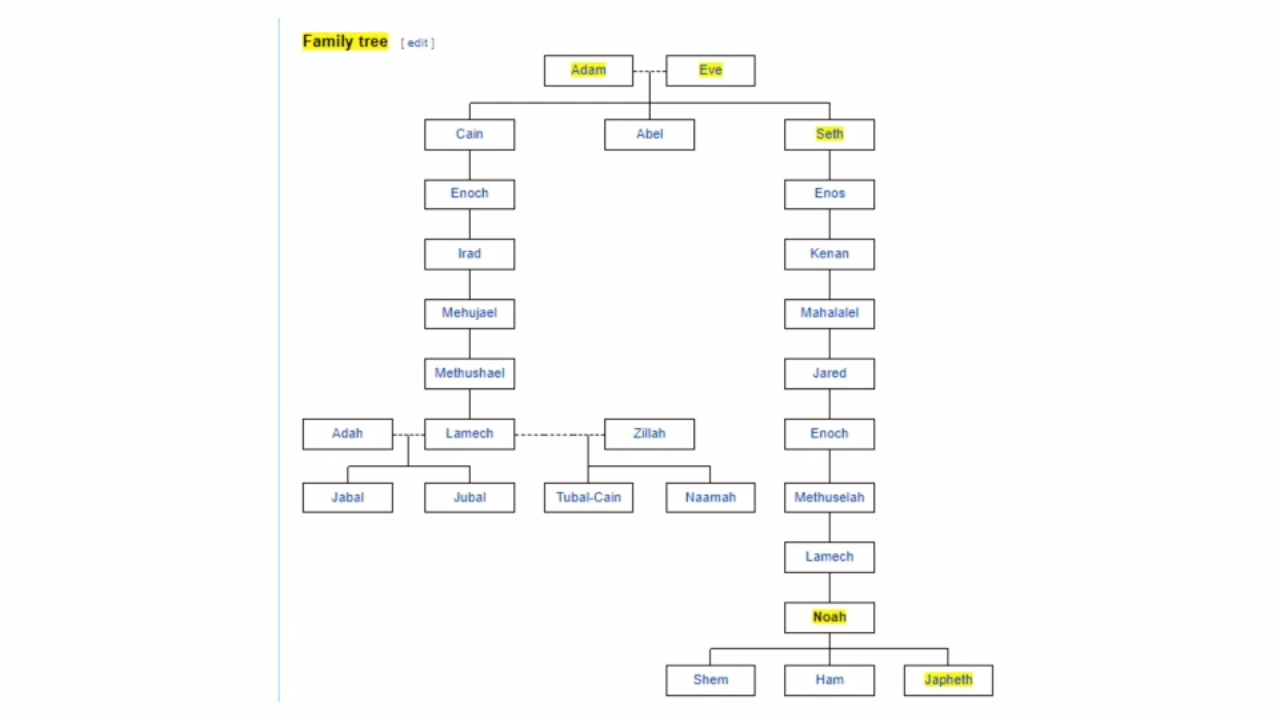 Family tree [ edit ]
Adam Eve
Cain Abel Seth
Enoch Enos
Irad Kenan
Mehujael Mahalalel
Methushael Jared
Adah Lamech Zillah Enoch
Jabal Jubal Tubal-Cain Naamah Methuselah
Lamech
Noah
Shem Ham Japheth